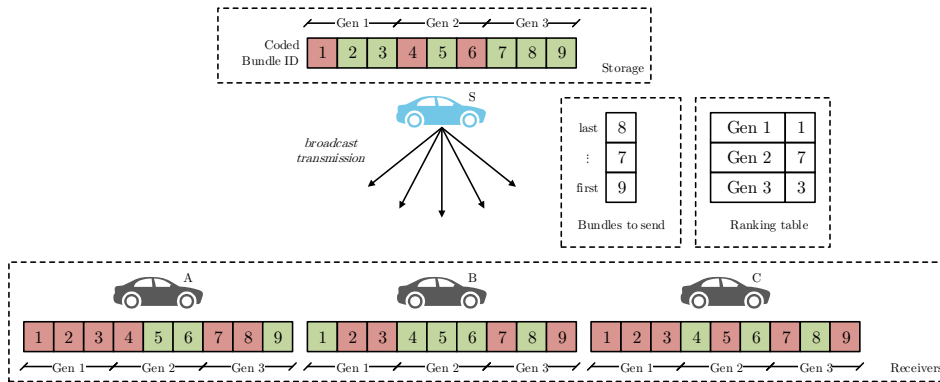 Gen 1 Gen 2 Gen 3
Coded
Bundle ID
1 2 3 4 5 6 7 8 9
Storage
S
broadcast
transmission
last 8
⋮ 7
first 9
Bundles to send
Gen 1 1
Gen 2 7
Gen 3 3
Ranking table
A B C
1 2 3 4 5 6 7 8 9 1 2 3 4 5 6 7 8 9 1 2 3 4 5 6 7 8 9
Gen 1 Gen 2 Gen 3 Gen 1 Gen 2 Gen 3 Gen 1 Gen 2 Gen 3
Receivers